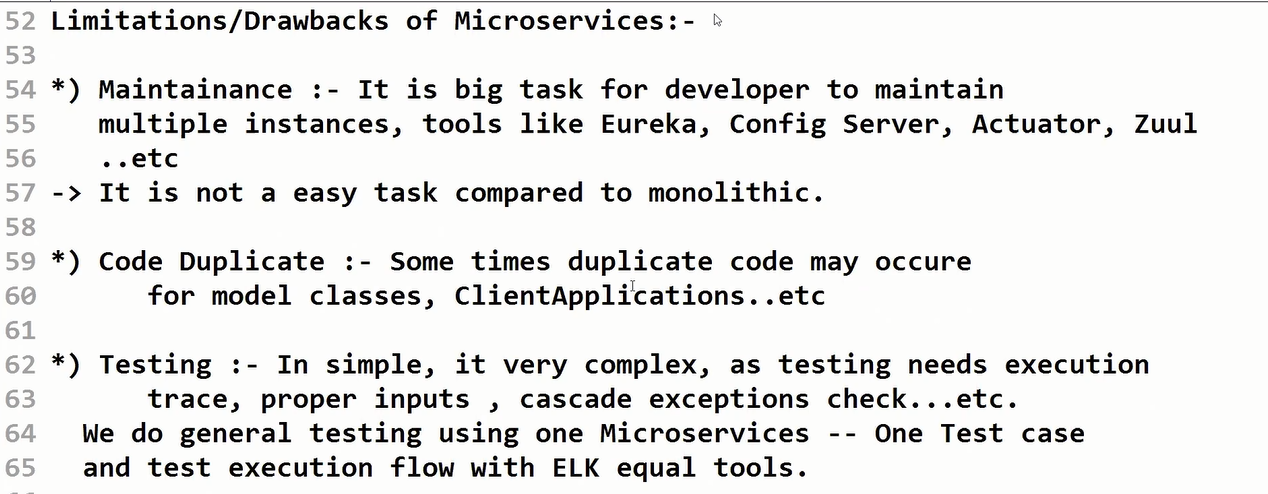 52 Limitations/Drawbacks of Microservices:-
53
54 *) Maintainance :- It is big task for developer to maintain
55 multiple instances, tools like Eureka, Config Server, Actuator, Zuul
56 ..etc
57 -> It is not a easy task compared to monolithic.
58
59 *) Code Duplicate :- Some times duplicate code may occure
60 for model classes, ClientApplications..etc
61
62 *) Testing :- In simple, it very complex, as testing needs execution
63 trace, proper inputs , cascade exceptions check...etc.
64 We do general testing using one Microservices -- One Test case
65 and test execution flow with ELK equal tools.